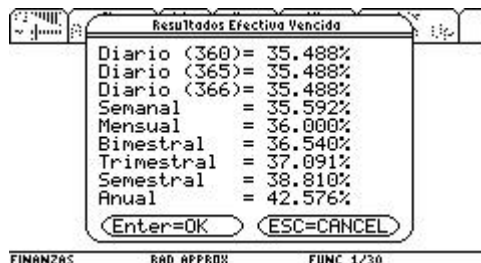 Resultados Efectiva Vencida
Diario (360)= 35.488%
Diario (365)= 35.488%
Diario (366)= 35.488%
Semanal = 35.592%
Mensual = 36.000%
Bimestral = 36.540%
Trimestral = 37.091%
Semestral = 38.810%
Anual = 42.576%
Enter=OK ESC=CANCEL
FINANZAS RAD APPROX FUNC 1/30